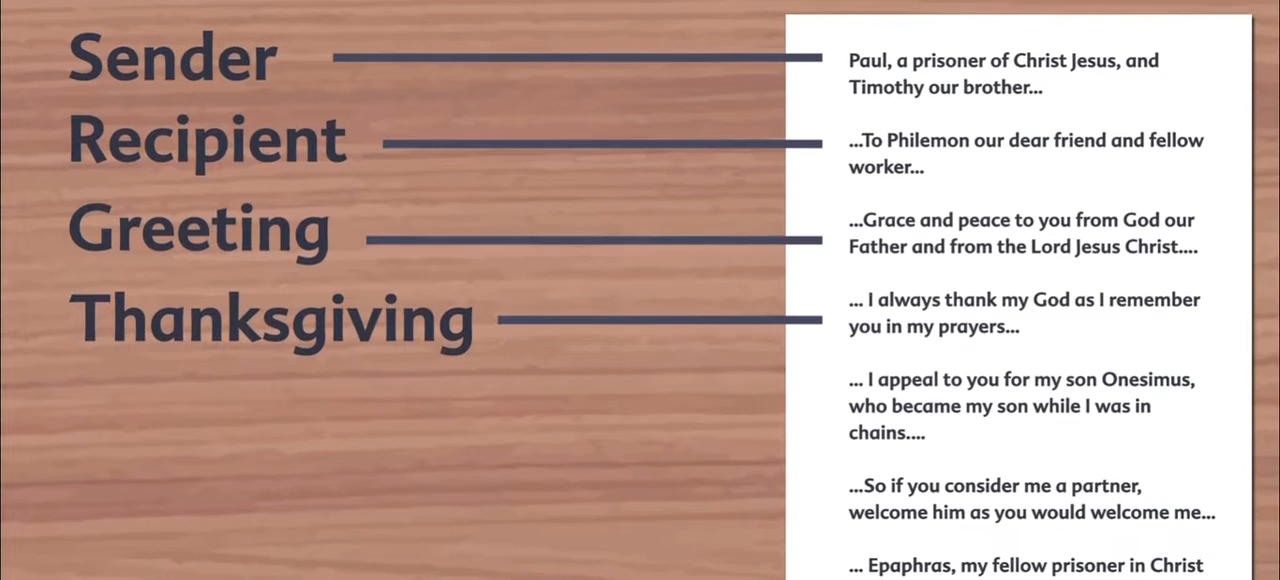 Sender
Recipient
Greeting
Thanksgiving
Paul, a prisoner of Christ Jesus, and
Timothy our brother...
...To Philemon our dear friend and fellow
worker...
...Grace and peace to you from God our
Father and from the Lord Jesus Christ....
... I always thank my God as I remember
you in my prayers...
... I appeal to you for my son Onesimus,
who became my son while I was in
chains....
...So if you consider me a partner,
welcome him as you would welcome me...
... Epaphras, my fellow prisoner in Christ